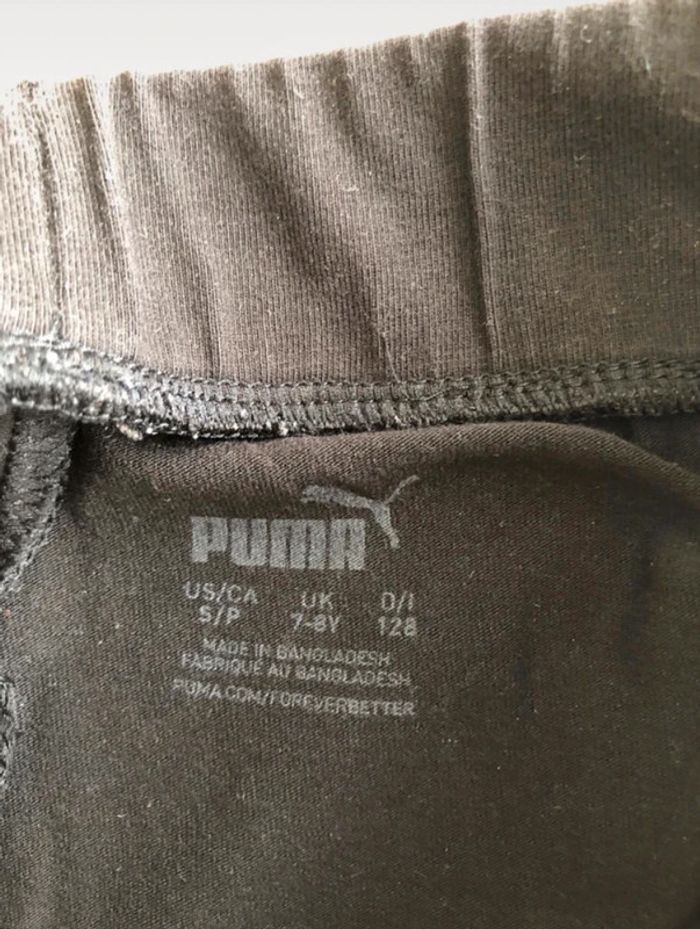 PUMA
US/CA UK D/I
S/P 7-8Y 128
MADE IN BANGLADESH
FABRIQUÉ AU BANGLADESH
PUMA.COM/FOREVERBETTER